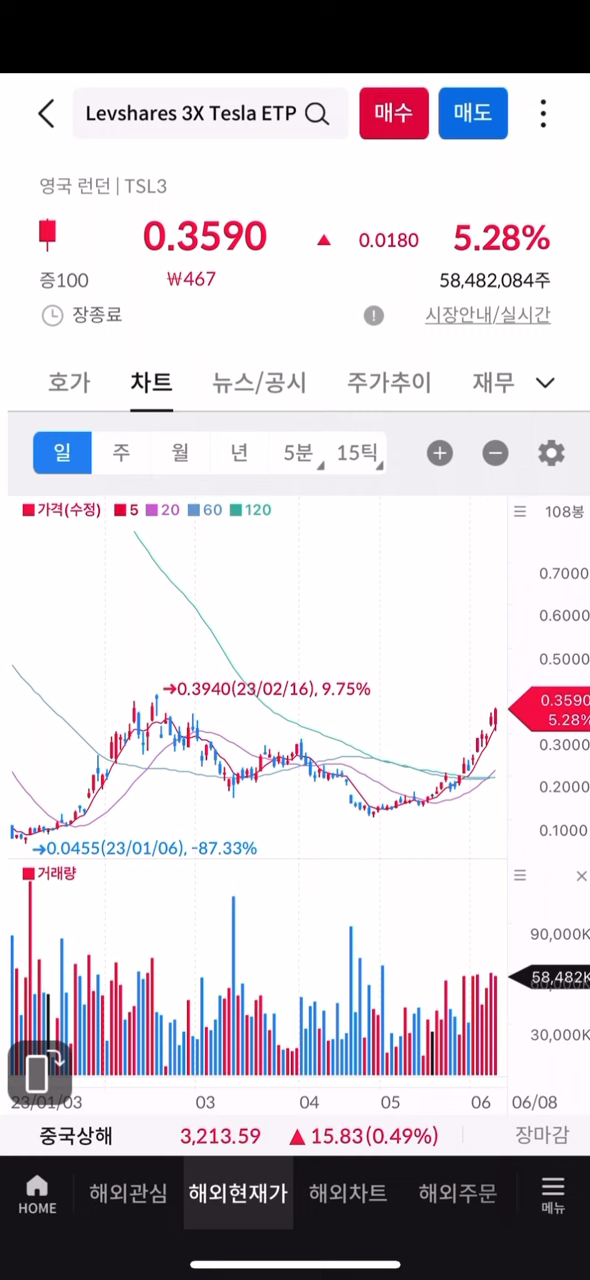 Levshares 3X Tesla ETP
매수
매도
영국 런던 | TSL3
0.3590 ▲ 0.0180 5.28%
증100 ₩467 58,482,084주
장종료 ! 시장안내/실시간
호가 차트 뉴스/공시 주가추이 재무
일 주 월 년 5분 15틱
가격(수정) 5 20 60 120
108봉
0.7000
0.6000
0.5000
➔0.3940(23/02/16), 9.75%
0.3590
5.28%
0.3000
0.2000
0.1000
➔0.0455(23/01/06), -87.33%
거래량
90,000K
58,482K
30,000K
23/01/03 03 04 05 06 06/08
중국상해 3,213.59 ▲ 15.83(0.49%) 장마감
HOME 해외관심 해외현재가 해외차트 해외주문 메뉴